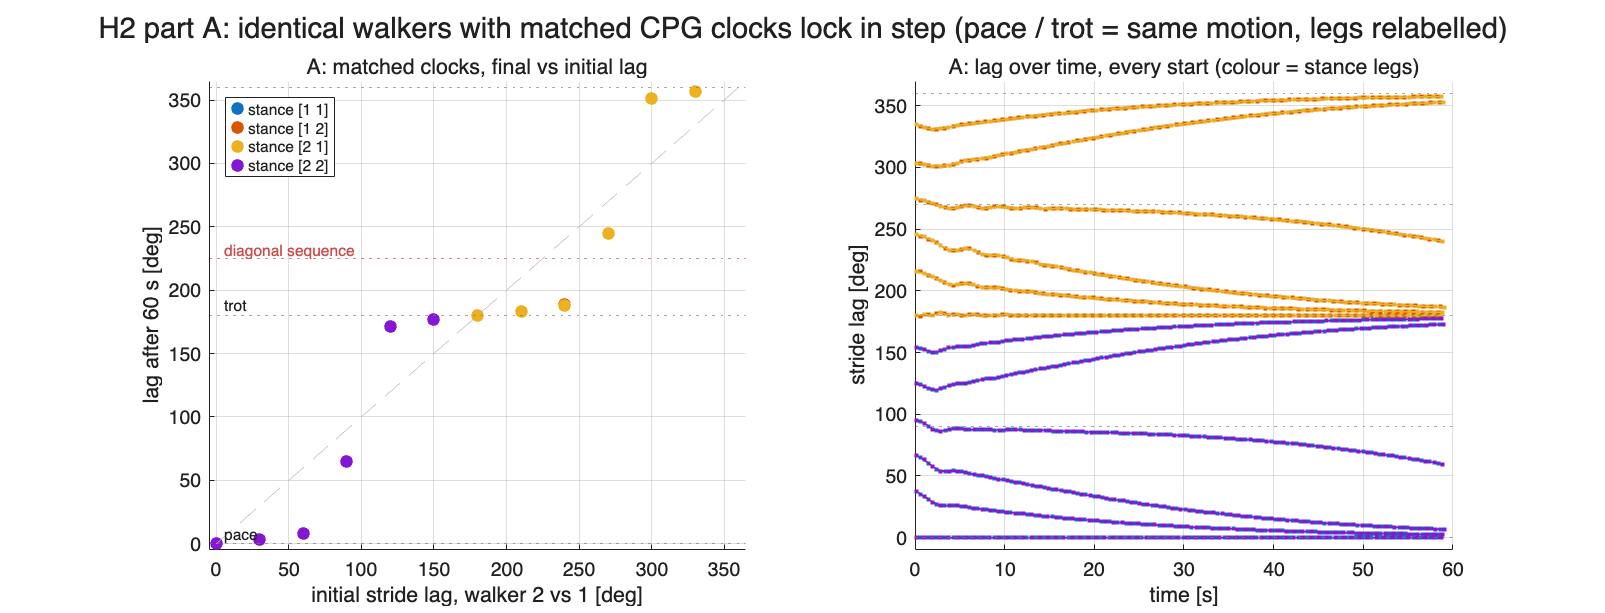 H2 part A: identical walkers with matched CPG clocks lock in step (pace / trot = same motion, legs relabelled)
A: matched clocks, final vs initial lag
350
300
250
200
150
100
50
0
lag after 60 s [deg]
stance [1 1]
stance [1 2]
stance [2 1]
stance [2 2]
diagonal sequence
trot
pace
0 50 100 150 200 250 300 350
initial stride lag, walker 2 vs 1 [deg]
A: lag over time, every start (colour = stance legs)
350
300
250
200
150
100
50
0
stride lag [deg]
0 10 20 30 40 50 60
time [s]